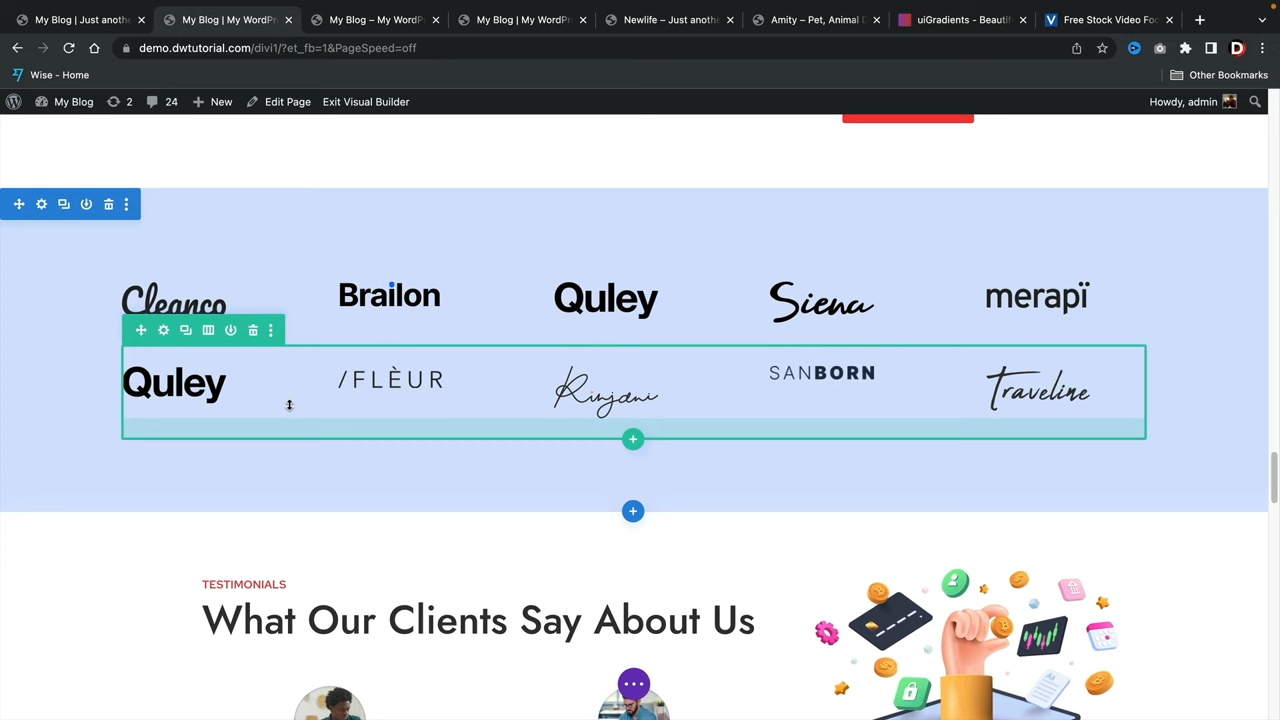 My Blog | Just anothe
My Blog | My WordPr
My Blog – My WordP
My Blog | My WordPr
Newlife – Just anothe
Amity – Pet, Animal D
uiGradients - Beautif
Free Stock Video Foo
demo.dwtutorial.com/divi1/?et_fb=1&PageSpeed=off
D
Wise - Home
Other Bookmarks
My Blog 2 24 New Edit Page Exit Visual Builder
Howdy, admin
Cleanco
Brailon
Quley
Siena
merapï
Quley
/FLÈUR
Rinjani
SANBORN
Traveline
TESTIMONIALS
What Our Clients Say About Us